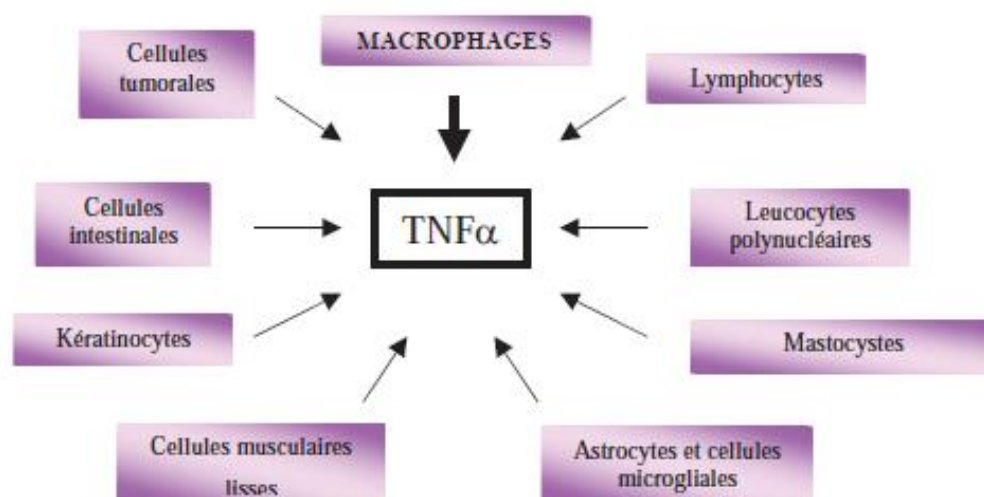 MACROPHAGES
Cellules
tumorales
Lymphocytes
Cellules
intestinales
TNFα
Leucocytes
polynucléaires
Kératinocytes
Mastocystes
Cellules musculaires
lisses
Astrocytes et cellules
microgliales